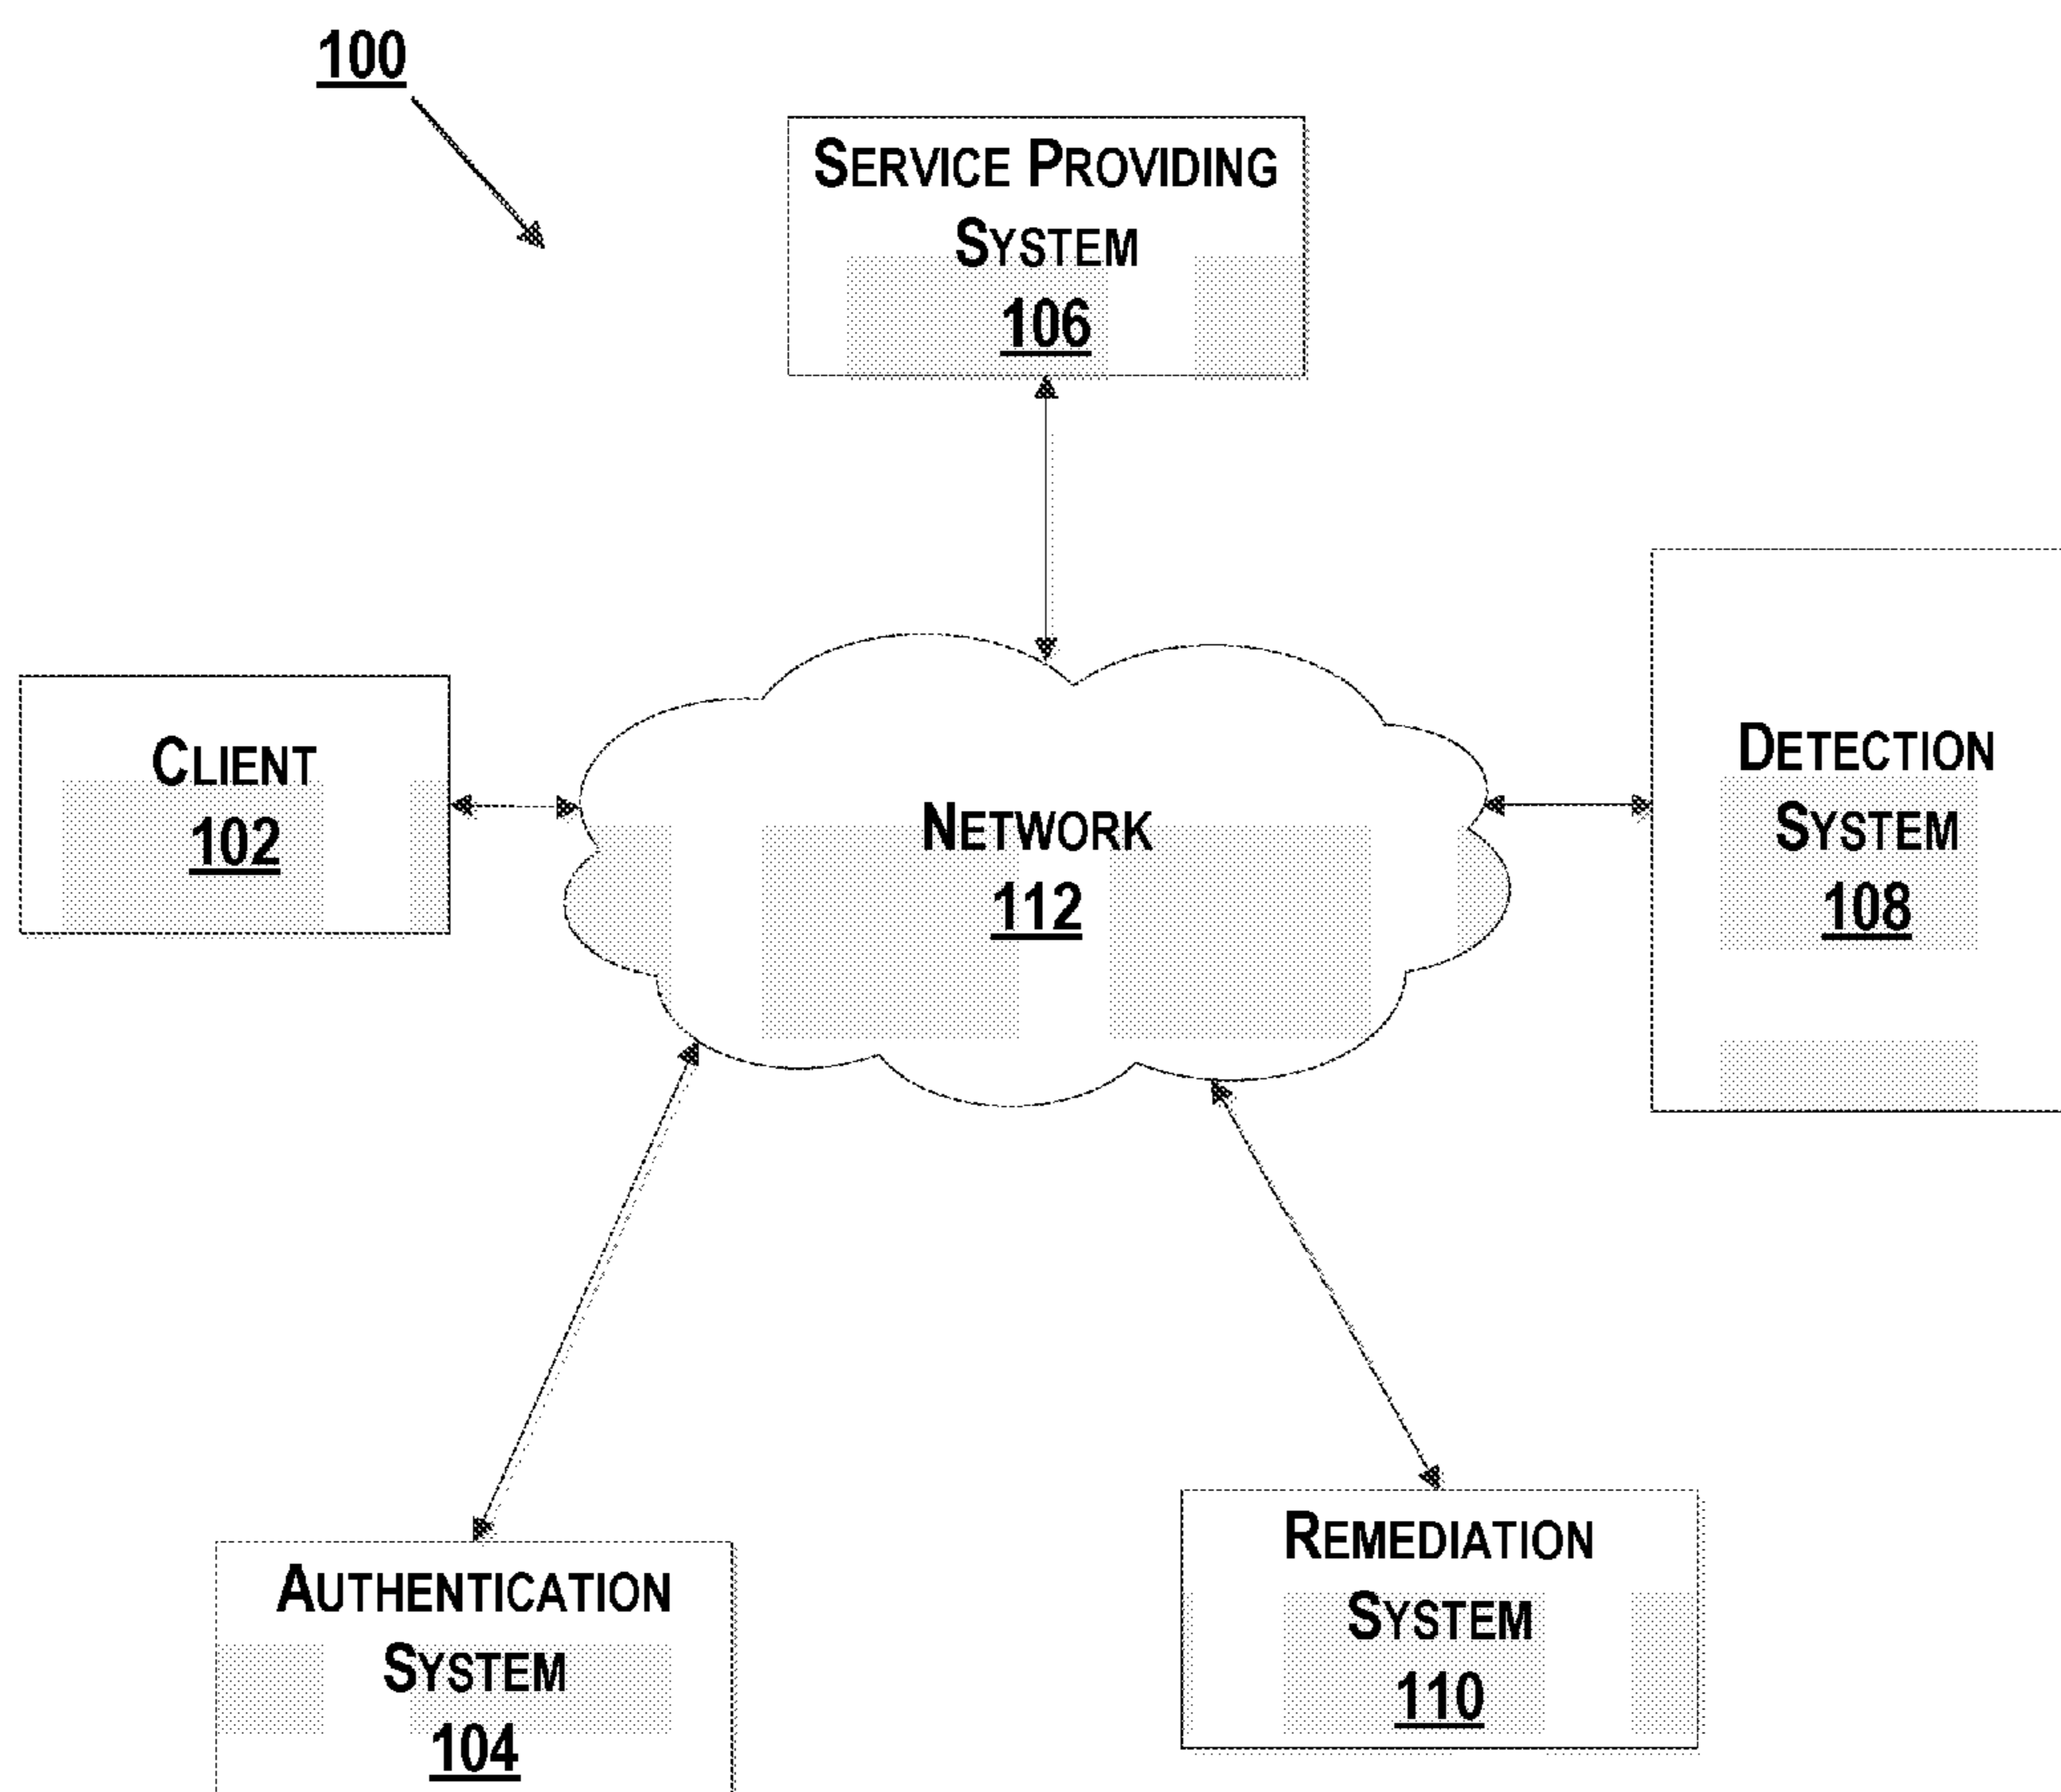 100
SERVICE PROVIDING
SYSTEM
106
CLIENT
102
NETWORK
112
DETECTION
SYSTEM
108
AUTHENTICATION
SYSTEM
104
REMEDIATION
SYSTEM
110